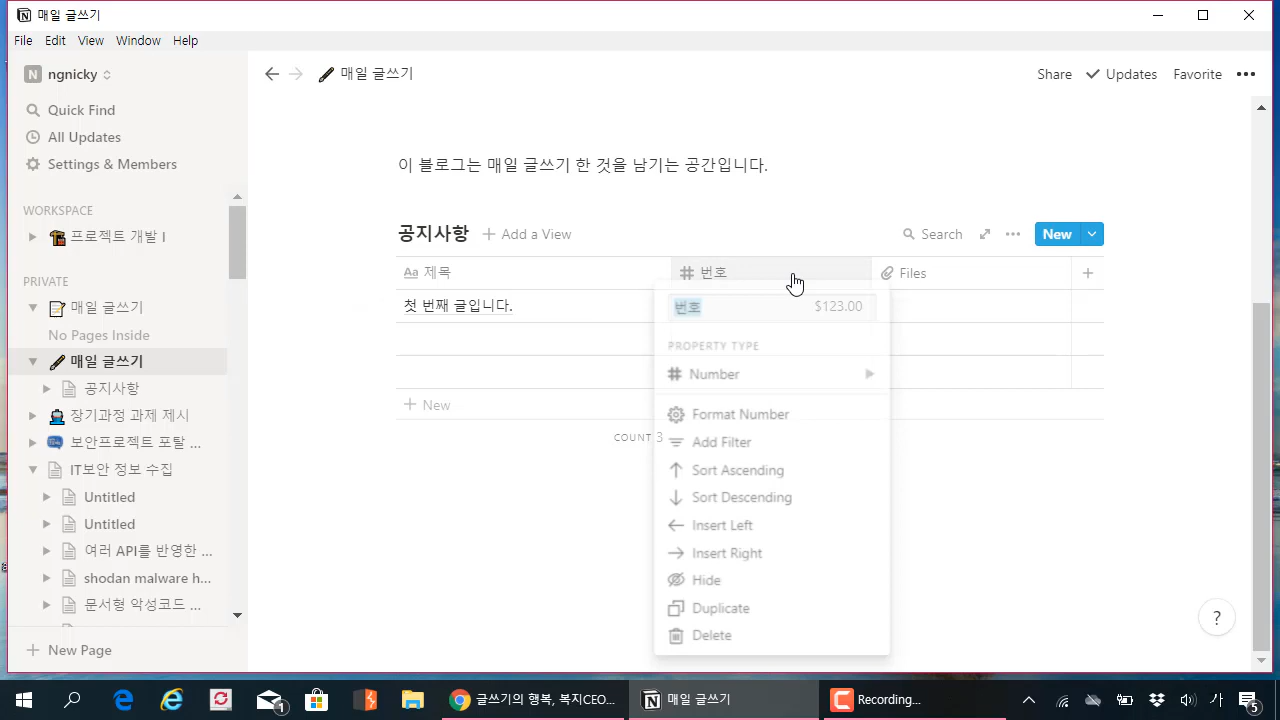 매일 글쓰기
File Edit View Window Help
N ngnicky
매일 글쓰기
Share Updates Favorite
Quick Find
All Updates
Settings & Members
WORKSPACE
프로젝트 개발 I
PRIVATE
매일 글쓰기
No Pages Inside
매일 글쓰기
공지사항
장기과정 과제 제시
보안프로젝트 포탈 ...
IT보안 정보 수집
Untitled
Untitled
여러 API를 반영한 ...
shodan malware h...
문서형 악성코드 ...
New Page
이 블로그는 매일 글쓰기 한 것을 남기는 공간입니다.
공지사항 Add a View Search New
Aa 제목 # 번호 Files
첫 번째 글입니다.
New
COUNT 3
번호 $123.00
PROPERTY TYPE
# Number
Format Number
Add Filter
Sort Ascending
Sort Descending
Insert Left
Insert Right
Hide
Duplicate
Delete
?
1 글쓰기의 행복, 복지CEO... 매일 글쓰기 Recording... 가 5